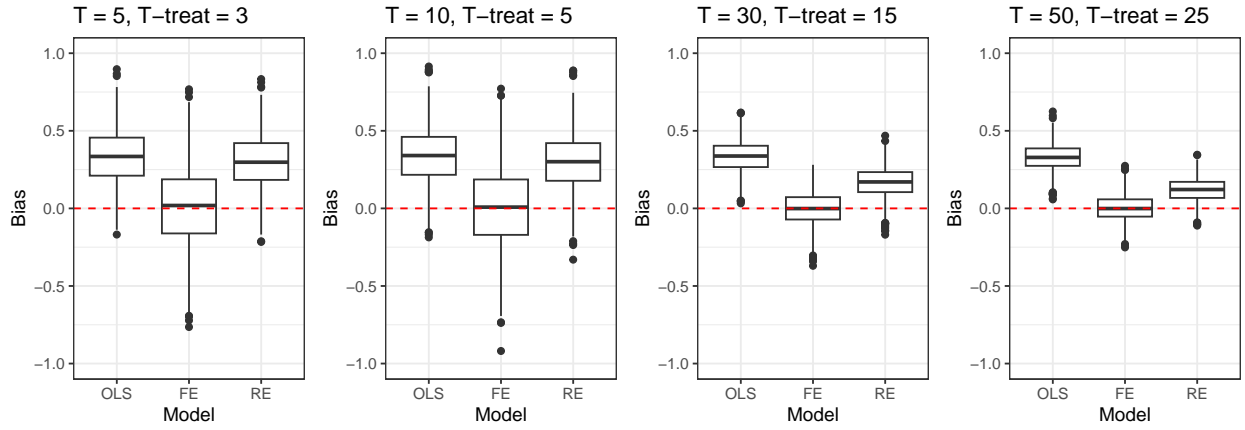 T = 5, T−treat = 3
1.0
0.5
0.0
−0.5
−1.0
Bias
OLS FE RE
Model
T = 10, T−treat = 5
1.0
0.5
0.0
−0.5
−1.0
Bias
OLS FE RE
Model
T = 30, T−treat = 15
1.0
0.5
0.0
−0.5
−1.0
Bias
OLS FE RE
Model
T = 50, T−treat = 25
1.0
0.5
0.0
−0.5
−1.0
Bias
OLS FE RE
Model